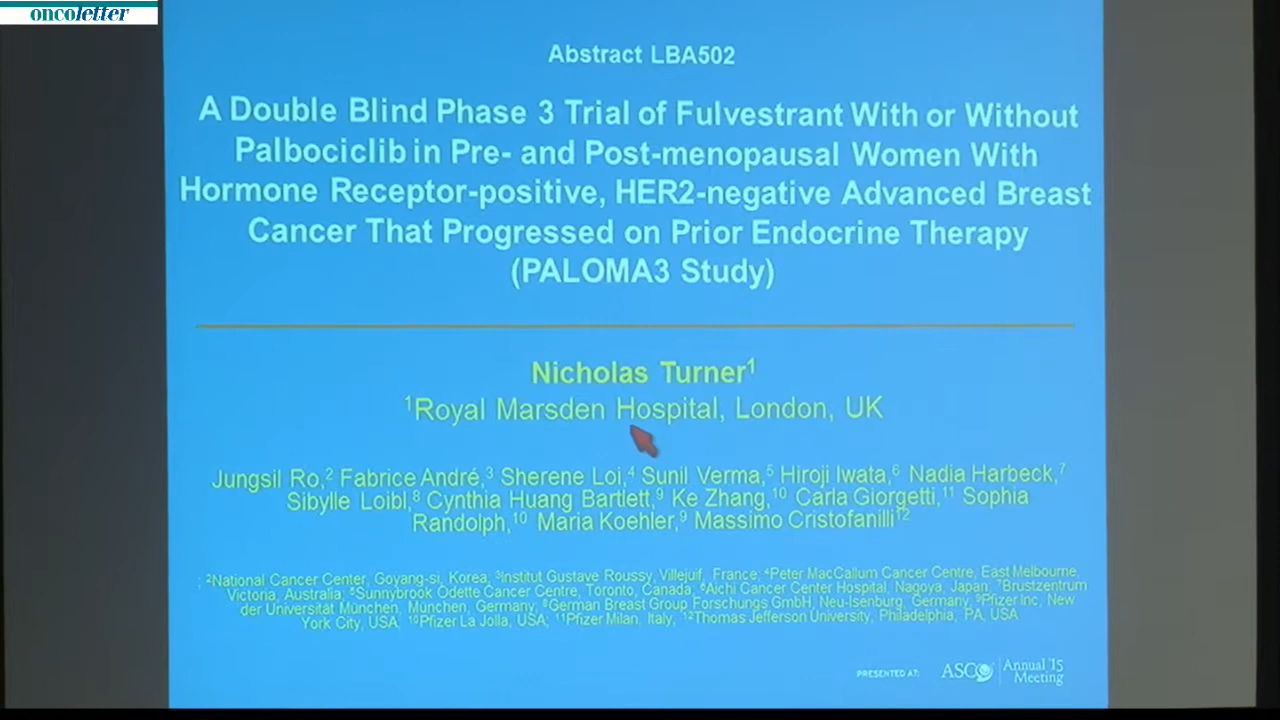 oncoletter
Abstract LBA502
A Double Blind Phase 3 Trial of Fulvestrant With or Without
Palbociclib in Pre- and Post-menopausal Women With
Hormone Receptor-positive, HER2-negative Advanced Breast
Cancer That Progressed on Prior Endocrine Therapy
(PALOMA3 Study)
Nicholas Turner¹
¹Royal Marsden Hospital, London, UK
Jungsil Ro,² Fabrice André,³ Sherene Loi,⁴ Sunil Verma,⁵ Hiroji Iwata,⁶ Nadia Harbeck,⁷
Sibylle Loibl,⁸ Cynthia Huang Bartlett,⁹ Ke Zhang,¹⁰ Carla Giorgetti,¹¹ Sophia
Randolph,¹⁰ Maria Koehler,⁹ Massimo Cristofanilli¹²
; ²National Cancer Center, Goyang-si, Korea; ³Institut Gustave Roussy, Villejuif, France; ⁴Peter MacCallum Cancer Centre, East Melbourne,
Victoria, Australia; ⁵Sunnybrook Odette Cancer Centre, Toronto, Canada; ⁶Aichi Cancer Center Hospital, Nagoya, Japan; ⁷Brustzentrum
der Universität München, München, Germany; ⁸German Breast Group Forschungs GmbH, Neu-Isenburg, Germany; ⁹Pfizer Inc, New
York City, USA; ¹⁰Pfizer La Jolla, USA; ¹¹Pfizer Milan, Italy, ¹²Thomas Jefferson University, Philadelphia, PA, USA
PRESENTED AT: ASCO Annual '15
Meeting